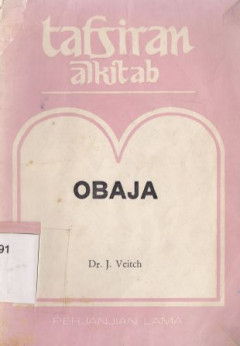 tafsiran
alkitab
OBAJA
91
Dr. J. Veitch
PERJANJIAN LAMA